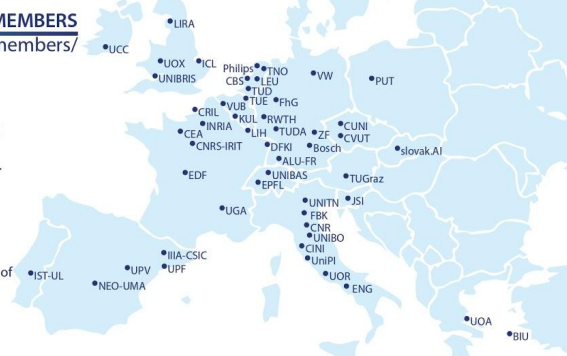 MEMBERS
members/
of
LIRA
UCC
UOX
ICL
UNIBRIS
Philips
TNO
CBS
LEU
TUD
TUE
VW
PUT
FhG
VUB
CRIL
KUL
RWTH
INRIA
CEA
LIH
TUDA
ZF
CUNI
CVUT
CNRS-IRIT
DFKI
Bosch
slovak.AI
ALU-FR
EDF
UNIBAS
EPFL
TUGraz
UGA
UNITN
JSI
FBK
CNR
UNIBO
CINI
UniPI
IIIA-CSIC
UPF
UPV
IST-UL
NEO-UMA
UOR
ENG
UOA
BIU